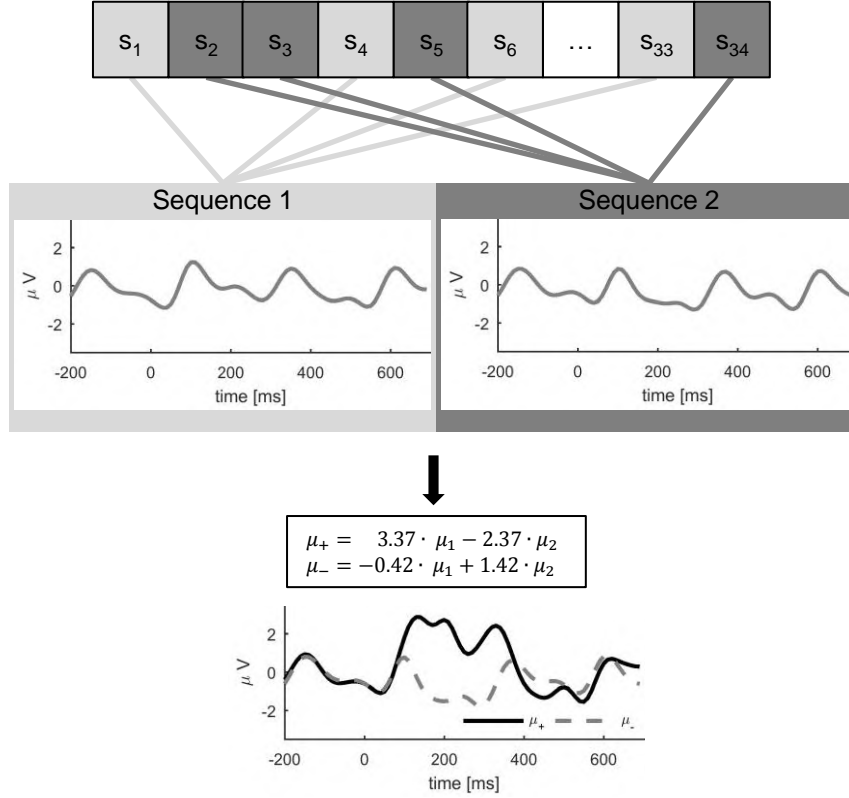 s₁ s₂ s₃ s₄ s₅ s₆ … s₃₃ s₃₄
Sequence 1
Sequence 2
μ V
2
0
-2
-200 0 200 400 600
time [ms]
μ V
2
0
-2
-200 0 200 400 600
time [ms]
μ₊ = 3.37 · μ₁ − 2.37 · μ₂
μ₋ = −0.42 · μ₁ + 1.42 · μ₂
μ V
2
0
-2
μ₊ μ₋
-200 0 200 400 600
time [ms]